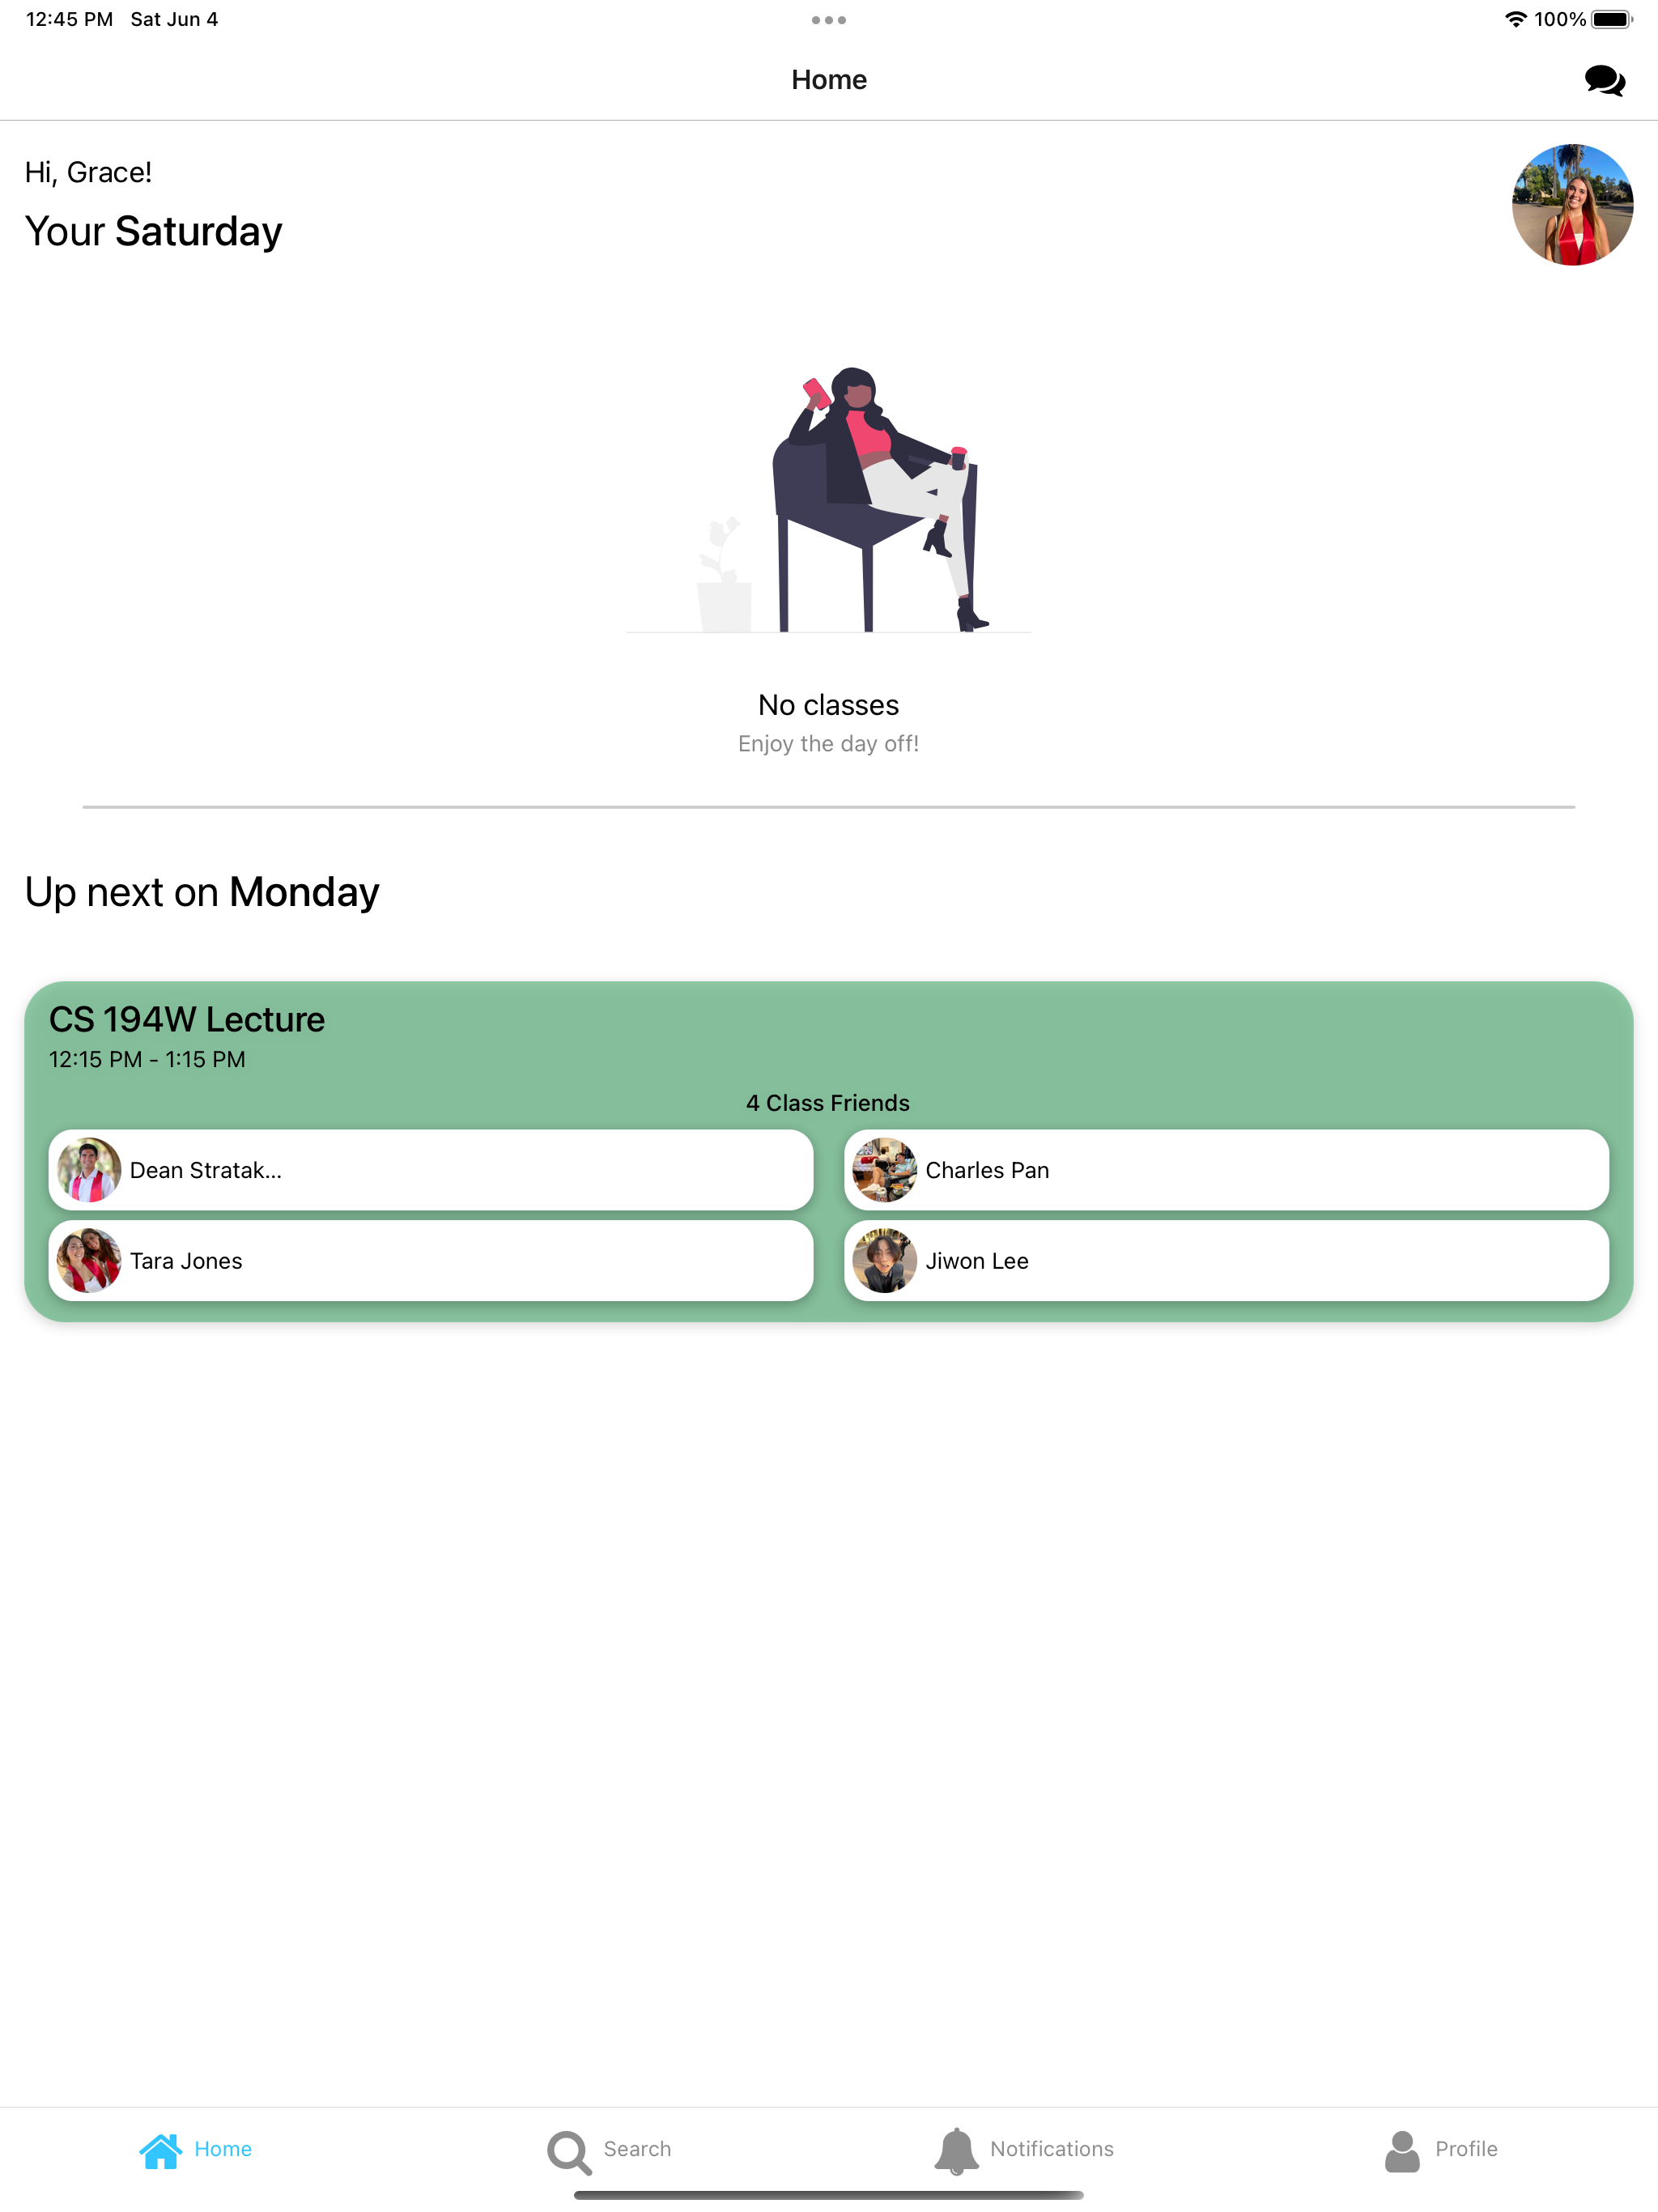 12:45 PM Sat Jun 4
100%
Home
Hi, Grace!
Your Saturday
No classes
Enjoy the day off!
Up next on Monday
CS 194W Lecture
12:15 PM - 1:15 PM
4 Class Friends
Dean Stratak...
Charles Pan
Tara Jones
Jiwon Lee
Home
Search
Notifications
Profile